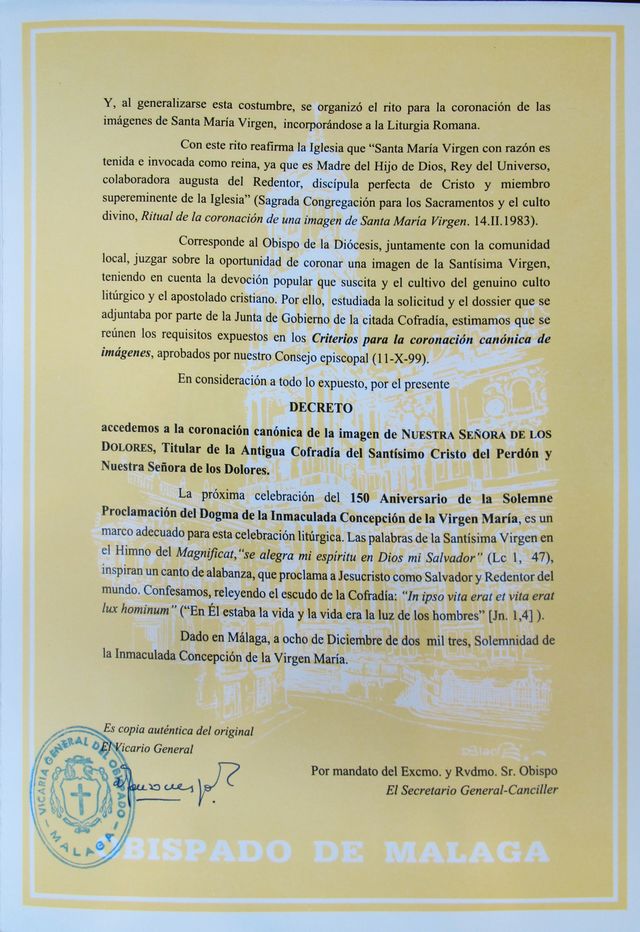 Y, al generalizarse esta costumbre, se organizó el rito para la coronación de las
imágenes de Santa María Virgen, incorporándose a la Liturgia Romana.
Con este rito reafirma la Iglesia que “Santa María Virgen con razón es
tenida e invocada como reina, ya que es Madre del Hijo de Dios, Rey del Universo,
colaboradora augusta del Redentor, discípula perfecta de Cristo y miembro
supereminente de la Iglesia” (Sagrada Congregación para los Sacramentos y el culto
divino, Ritual de la coronación de una imagen de Santa María Virgen. 14.II.1983).
Corresponde al Obispo de la Diócesis, juntamente con la comunidad
local, juzgar sobre la oportunidad de coronar una imagen de la Santísima Virgen,
teniendo en cuenta la devoción popular que suscita y el cultivo del genuino culto
litúrgico y el apostolado cristiano. Por ello, estudiada la solicitud y el dossier que se
adjuntaba por parte de la Junta de Gobierno de la citada Cofradía, estimamos que se
reúnen los requisitos expuestos en los Criterios para la coronación canónica de
imágenes, aprobados por nuestro Consejo episcopal (11-X-99).
En consideración a todo lo expuesto, por el presente
DECRETO
accedemos a la coronación canónica de la imagen de NUESTRA SEÑORA DE LOS
DOLORES, Titular de la Antigua Cofradía del Santísimo Cristo del Perdón y
Nuestra Señora de los Dolores.
La próxima celebración del 150 Aniversario de la Solemne
Proclamación del Dogma de la Inmaculada Concepción de la Virgen María, es un
marco adecuado para esta celebración litúrgica. Las palabras de la Santísima Virgen en
el Himno del Magnificat, “se alegra mi espíritu en Dios mi Salvador” (Lc 1, 47),
inspiran un canto de alabanza, que proclama a Jesucristo como Salvador y Redentor del
mundo. Confesamos, releyendo el escudo de la Cofradía: “In ipso vita erat et vita erat
lux hominum” (“En Él estaba la vida y la vida era la luz de los hombres” [Jn. 1,4] ).
Dado en Málaga, a ocho de Diciembre de dos mil tres, Solemnidad de
la Inmaculada Concepción de la Virgen María.
Es copia auténtica del original
El Vicario General
Por mandato del Excmo. y Rvdmo. Sr. Obispo
El Secretario General-Canciller
VICARIA GENERAL DEL OBISPADO
- MALAGA -
OBISPADO DE MALAGA